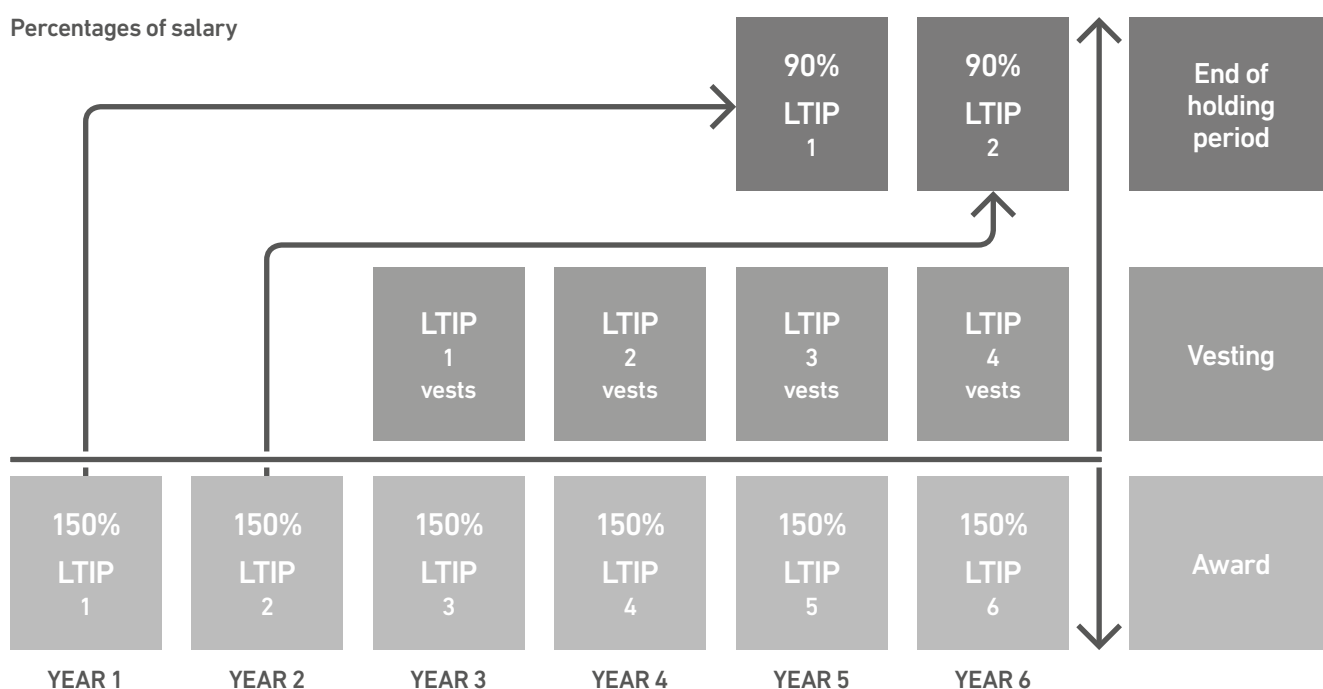 Percentages of salary
90%
LTIP
1
90%
LTIP
2
End of
holding
period
LTIP
1
vests
LTIP
2
vests
LTIP
3
vests
LTIP
4
vests
Vesting
150%
LTIP
1
150%
LTIP
2
150%
LTIP
3
150%
LTIP
4
150%
LTIP
5
150%
LTIP
6
Award
YEAR 1
YEAR 2
YEAR 3
YEAR 4
YEAR 5
YEAR 6